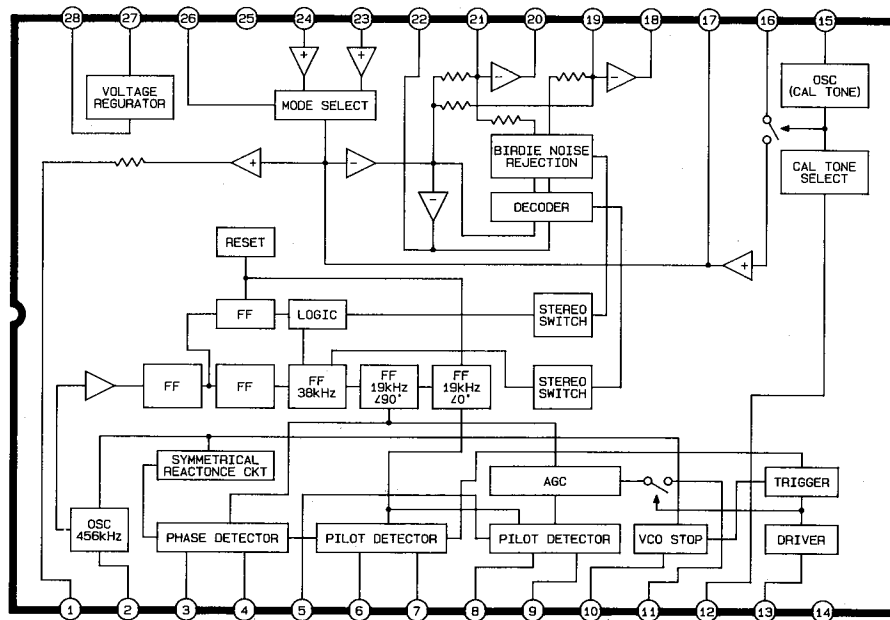 28 27 26 25 24 23 22 21 20 19 18 17 16 15
+ +
- -
VOLTAGE
REGURATOR
MODE SELECT
OSC
(CAL TONE)
BIRDIE NOISE
REJECTION
CAL TONE
SELECT
+ -
-
DECODER
RESET
+
FF
LOGIC
STEREO
SWITCH
FF
FF
FF
38kHz
FF
19kHz
∠90°
FF
19kHz
∠0°
STEREO
SWITCH
SYMMETRICAL
REACTONCE CKT
AGC
TRIGGER
OSC
456kHz
PHASE DETECTOR
PILOT DETECTOR
PILOT DETECTOR
VCO STOP
DRIVER
1 2 3 4 5 6 7 8 9 10 11 12 13 14